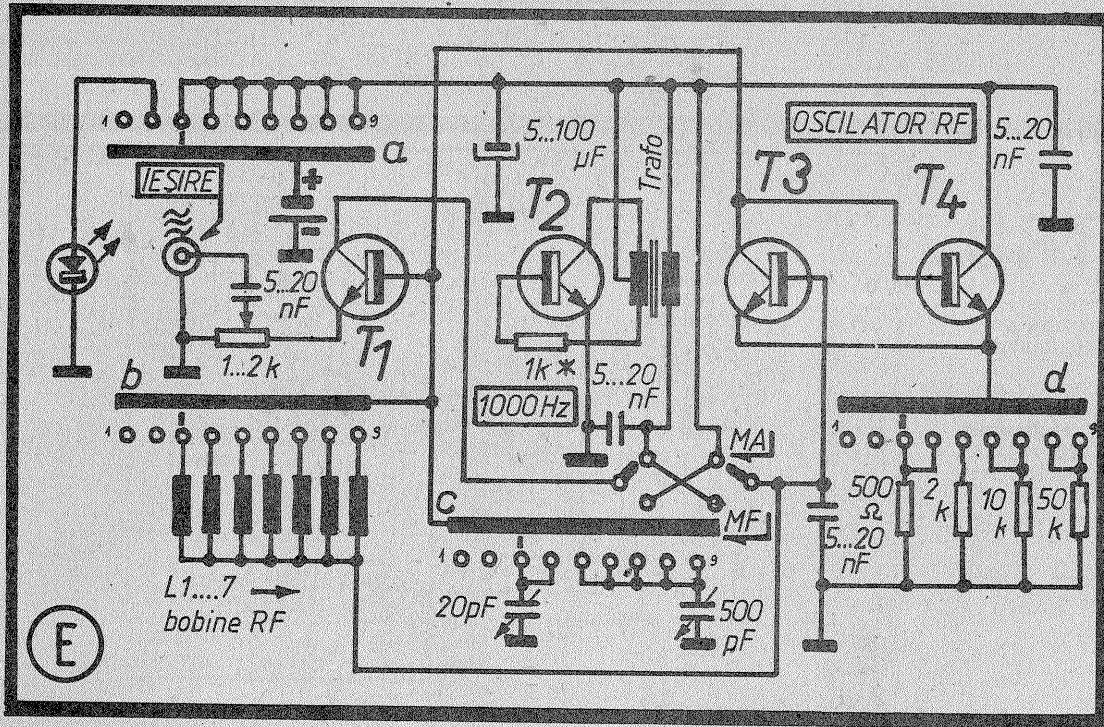 1 9
a
IESIRE
+
-
5...100
µF
Trafo
OSCILATOR RF
5...20
nF
T1
T2
T3
T4
5...20
nF
1...2 k
1k *
1000 Hz
5...20
nF
b
1 9
L1....7
bobine RF
MA
MF
c
1 9
20pF
500
pF
d
1 9
500
Ω
2
k
10
k
50
k
5...20
nF
E